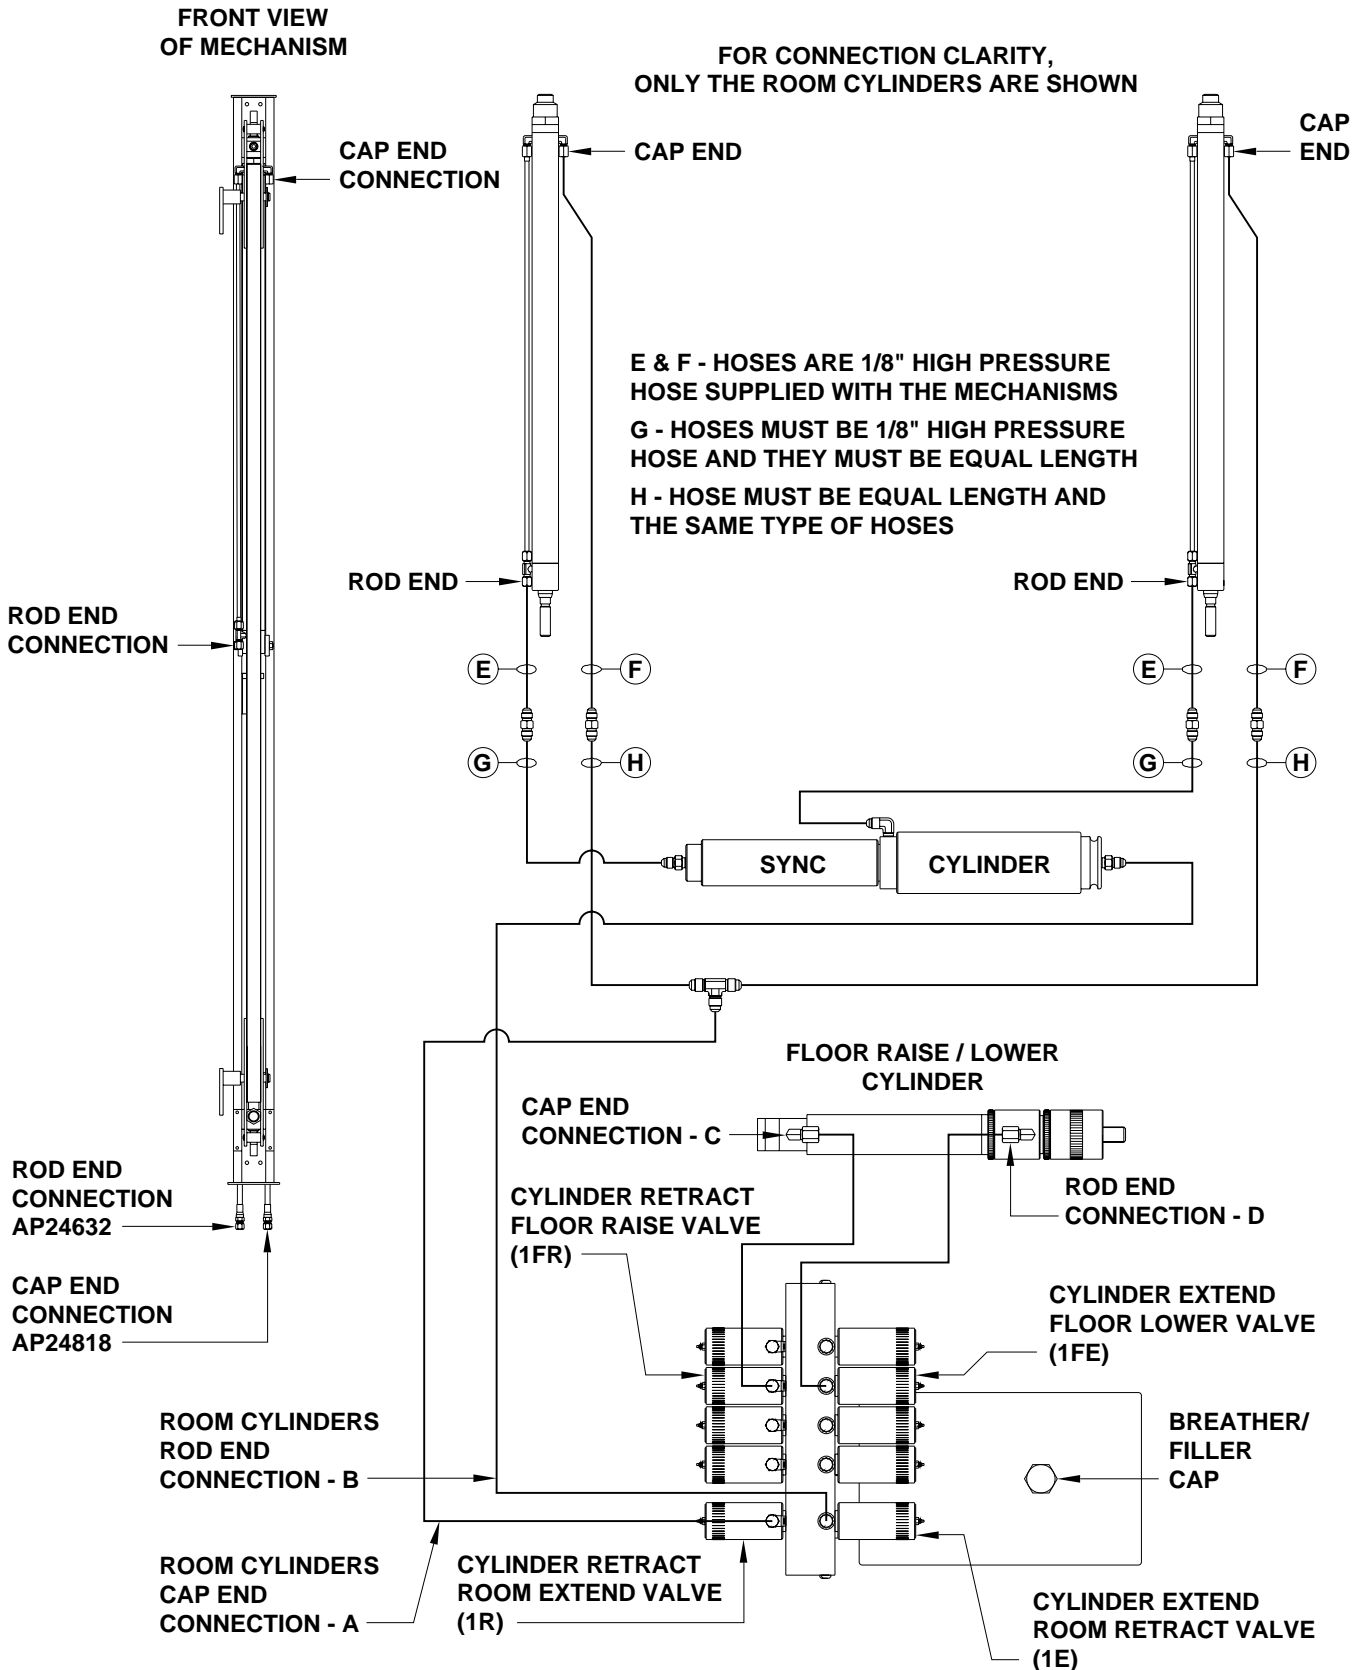 FRONT VIEW
OF MECHANISM
FOR CONNECTION CLARITY,
ONLY THE ROOM CYLINDERS ARE SHOWN
CAP END
CONNECTION
CAP END
CAP
END
E & F - HOSES ARE 1/8" HIGH PRESSURE
HOSE SUPPLIED WITH THE MECHANISMS
G - HOSES MUST BE 1/8" HIGH PRESSURE
HOSE AND THEY MUST BE EQUAL LENGTH
H - HOSE MUST BE EQUAL LENGTH AND
THE SAME TYPE OF HOSES
ROD END
ROD END
ROD END
CONNECTION
E
F
E
F
G
H
G
H
SYNC
CYLINDER
FLOOR RAISE / LOWER
CYLINDER
CAP END
CONNECTION - C
ROD END
CONNECTION - D
ROD END
CONNECTION
AP24632
CAP END
CONNECTION
AP24818
CYLINDER RETRACT
FLOOR RAISE VALVE
(1FR)
CYLINDER EXTEND
FLOOR LOWER VALVE
(1FE)
ROOM CYLINDERS
ROD END
CONNECTION - B
BREATHER/
FILLER
CAP
ROOM CYLINDERS
CAP END
CONNECTION - A
CYLINDER RETRACT
ROOM EXTEND VALVE
(1R)
CYLINDER EXTEND
ROOM RETRACT VALVE
(1E)